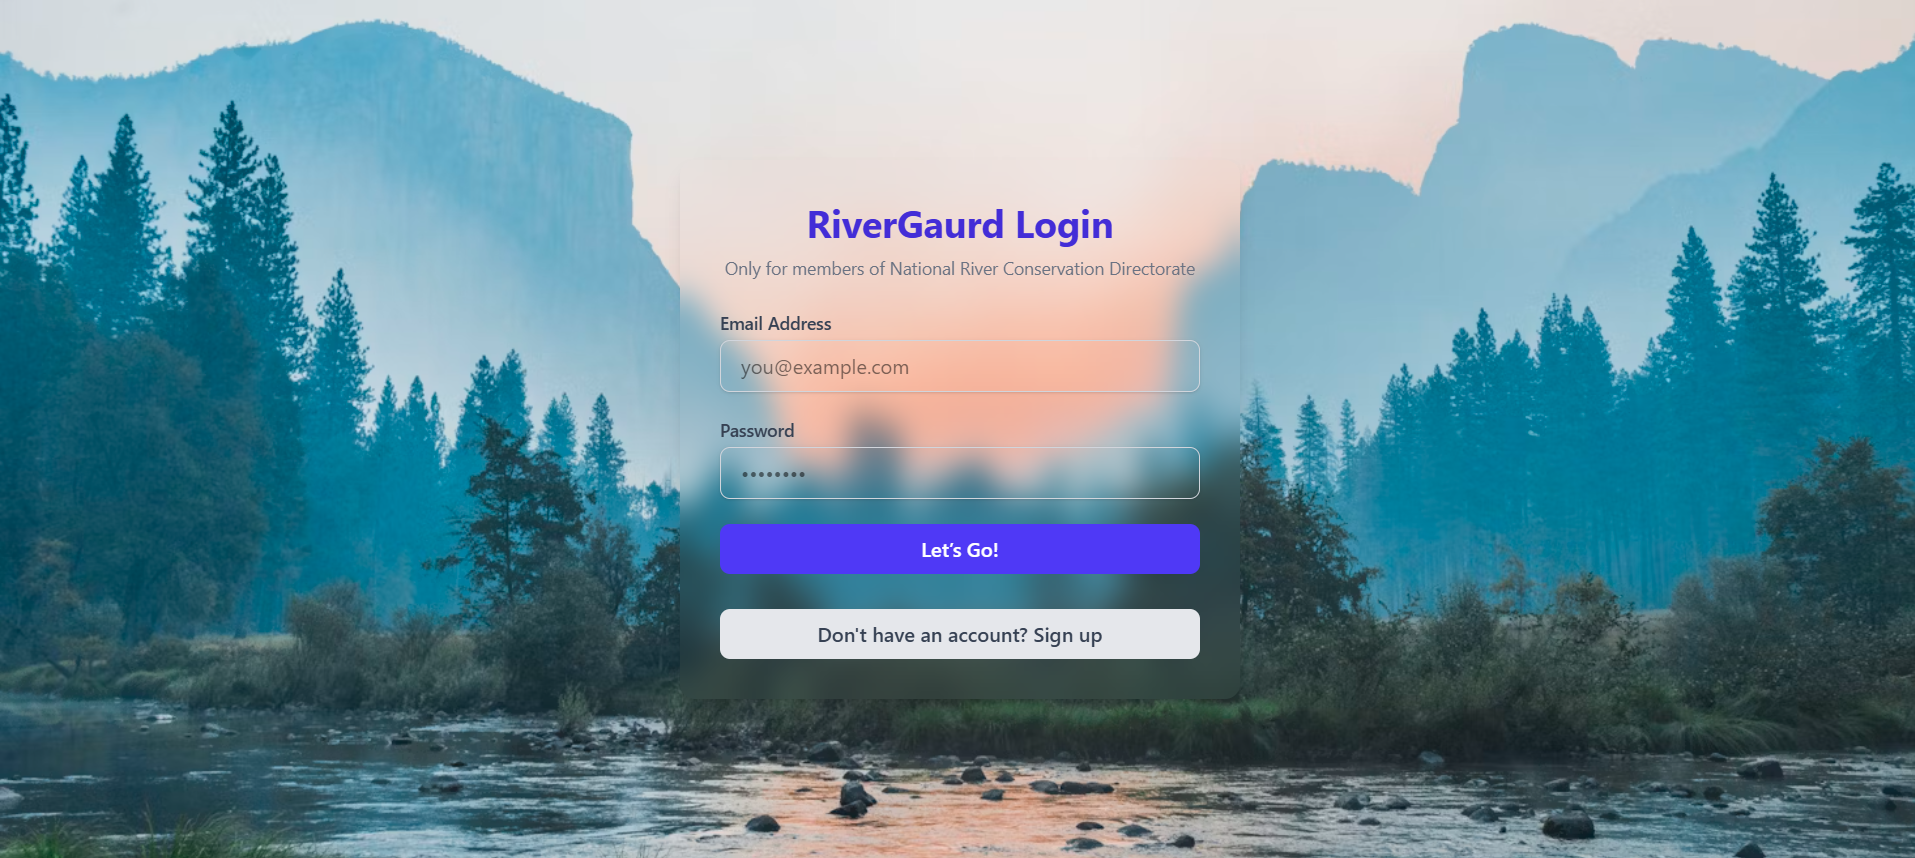 RiverGaurd Login
Only for members of National River Conservation Directorate
Email Address
you@example.com
Password
••••••••
Let’s Go!
Don't have an account? Sign up